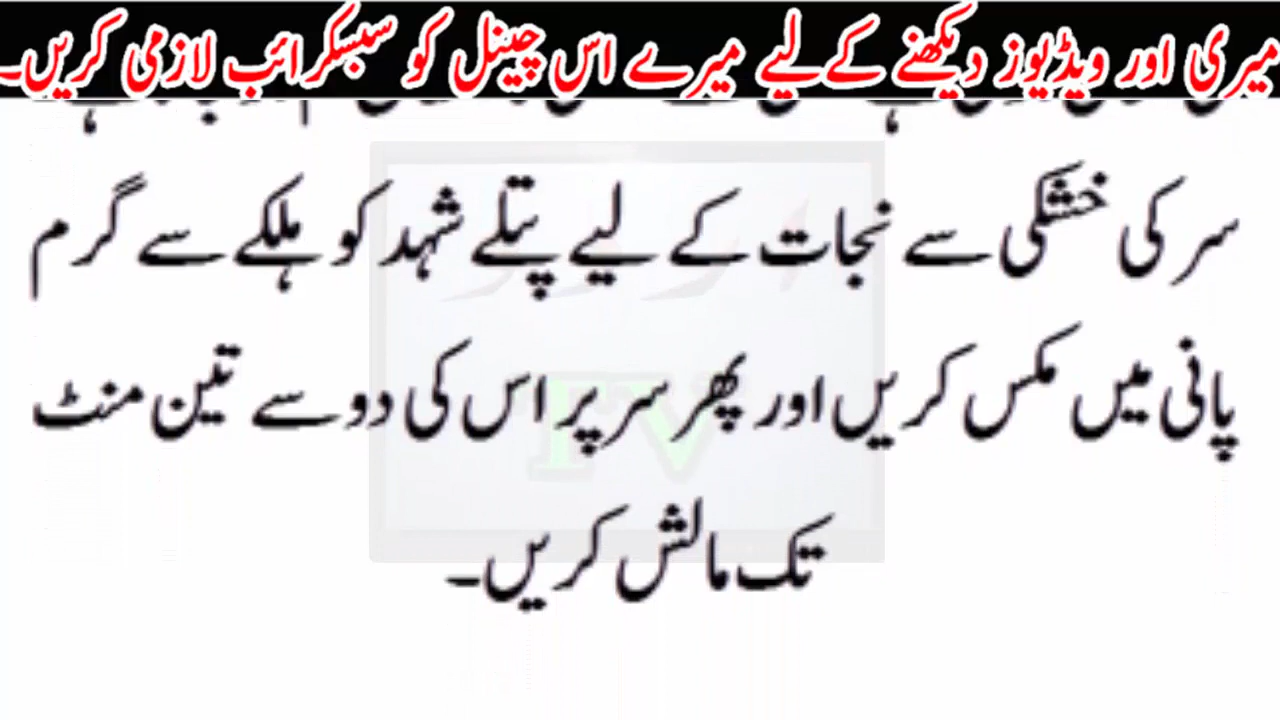 میری اور ویڈیوز دیکھنے کے لیے میرے اس چینل کو سبسکرائب لازمی کریں۔
سر کی خشکی سے نجات کے لیے پتلے شہد کو ہلکے سے گرم
پانی میں مکس کریں اور پھر سر پر اس کی دو سے تین منٹ
تک مالش کریں۔
TV